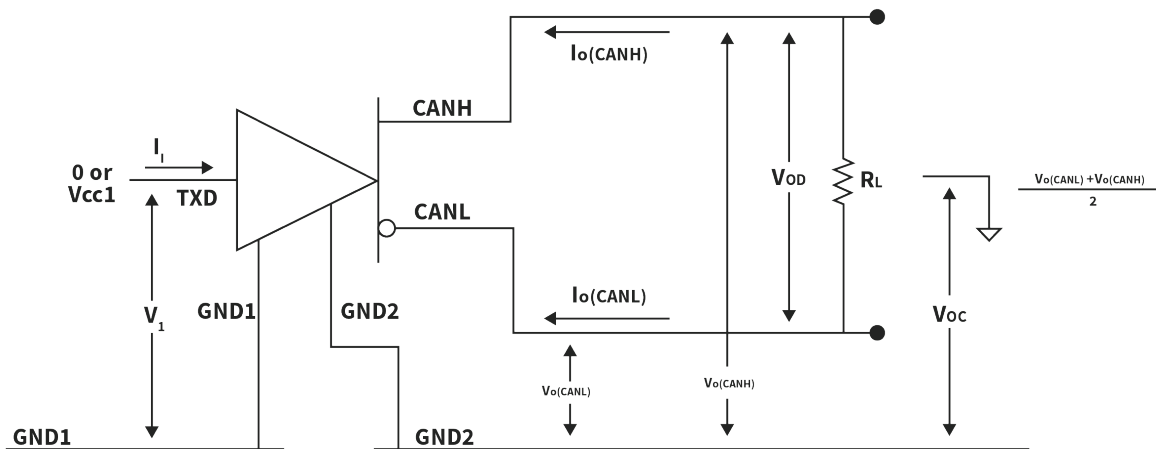 Io(CANH)
CANH
II
0 or
Vcc1
TXD
VOD
RL
Vo(CANL) +Vo(CANH)
2
CANL
Io(CANL)
GND1
GND2
V1
VOC
Vo(CANL)
Vo(CANH)
GND1
GND2